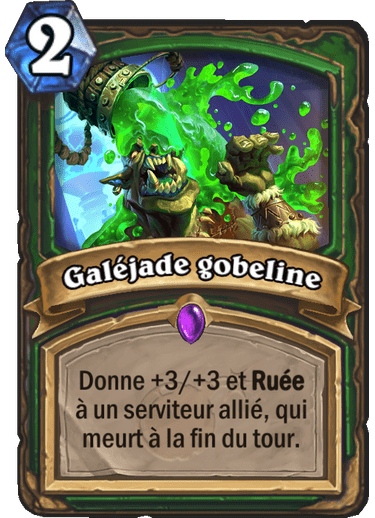 2
Galéjade gobeline
Donne +3/+3 et Ruée
à un serviteur allié, qui
meurt à la fin du tour.